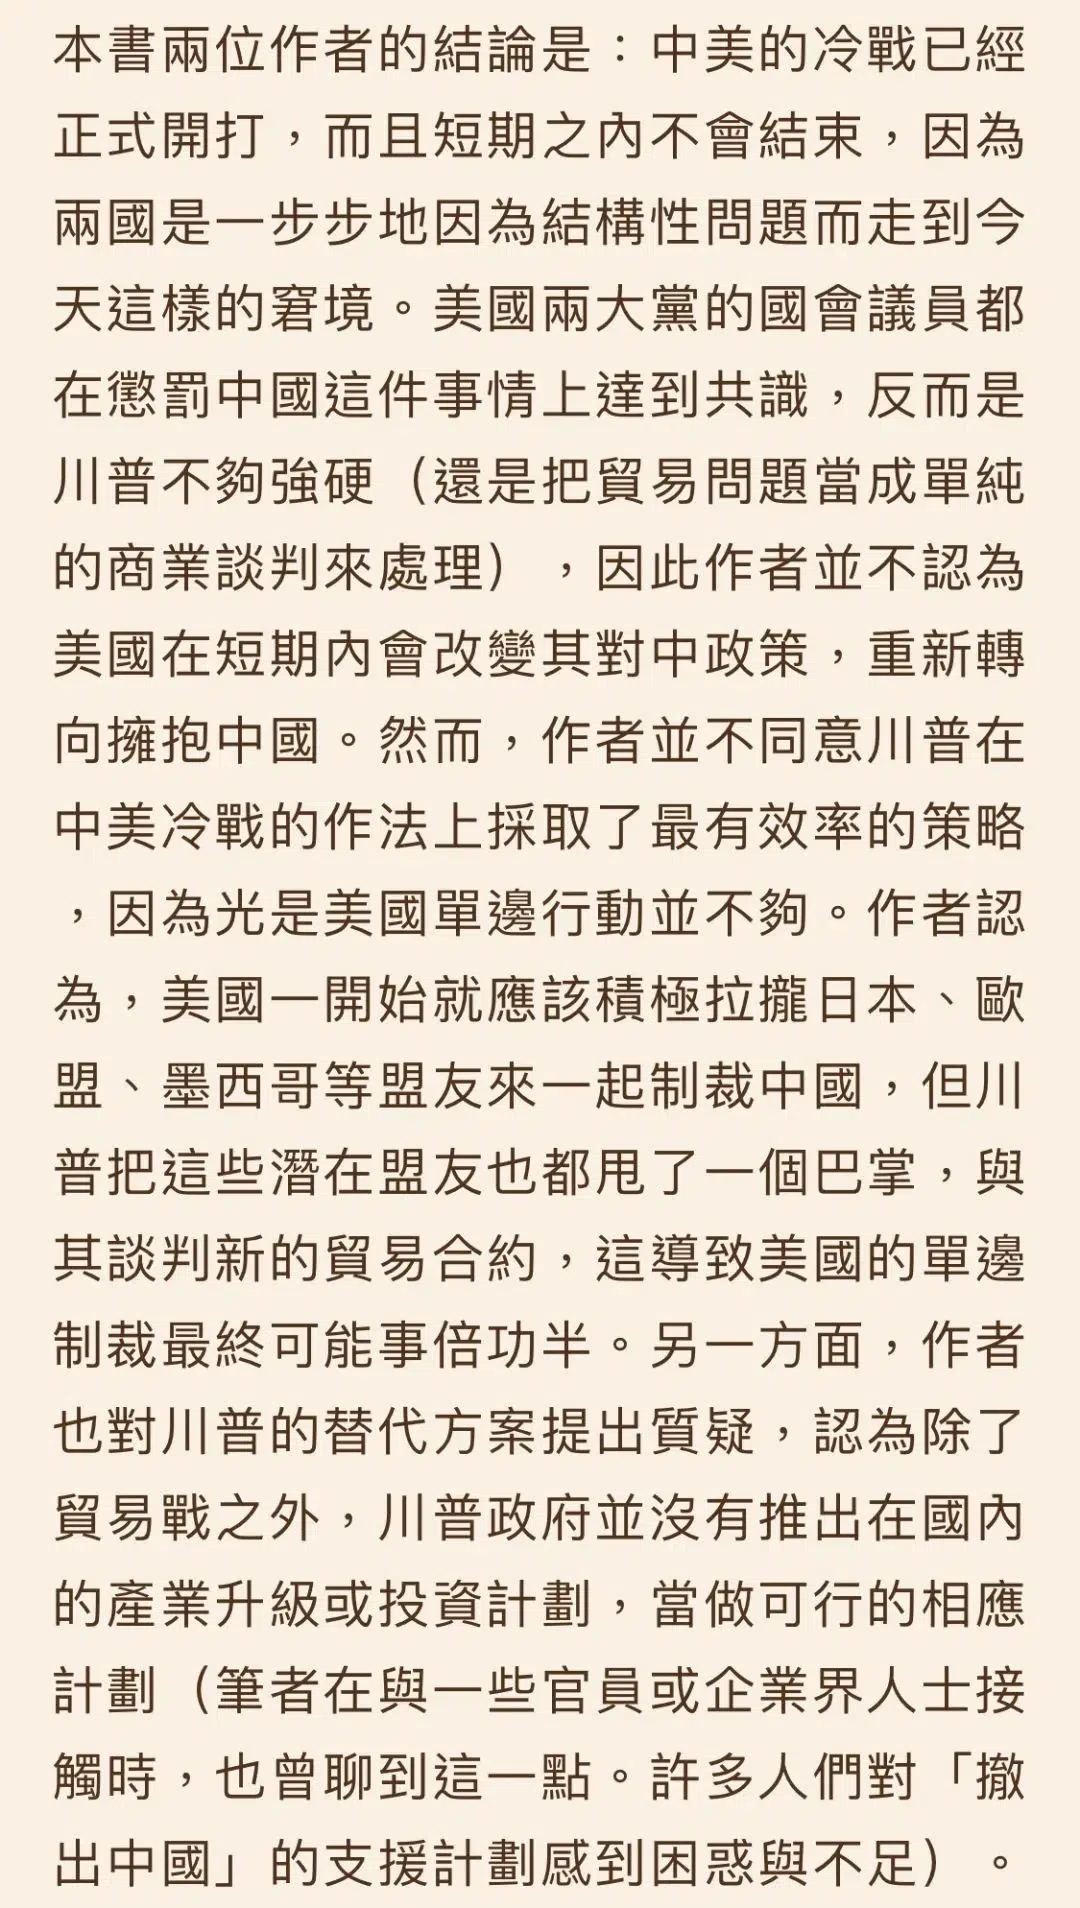 本書兩位作者的結論是：中美的冷戰已經
正式開打，而且短期之內不會結束，因為
兩國是一步步地因為結構性問題而走到今
天這樣的窘境。美國兩大黨的國會議員都
在懲罰中國這件事情上達到共識，反而是
川普不夠強硬（還是把貿易問題當成單純
的商業談判來處理），因此作者並不認為
美國在短期內會改變其對中政策，重新轉
向擁抱中國。然而，作者並不同意川普在
中美冷戰的作法上採取了最有效率的策略
，因為光是美國單邊行動並不夠。作者認
為，美國一開始就應該積極拉攏日本、歐
盟、墨西哥等盟友來一起制裁中國，但川
普把這些潛在盟友也都甩了一個巴掌，與
其談判新的貿易合約，這導致美國的單邊
制裁最終可能事倍功半。另一方面，作者
也對川普的替代方案提出質疑，認為除了
貿易戰之外，川普政府並沒有推出在國內
的產業升級或投資計劃，當做可行的相應
計劃（筆者在與一些官員或企業界人士接
觸時，也曾聊到這一點。許多人們對「撤
出中國」的支援計劃感到困惑與不足）。